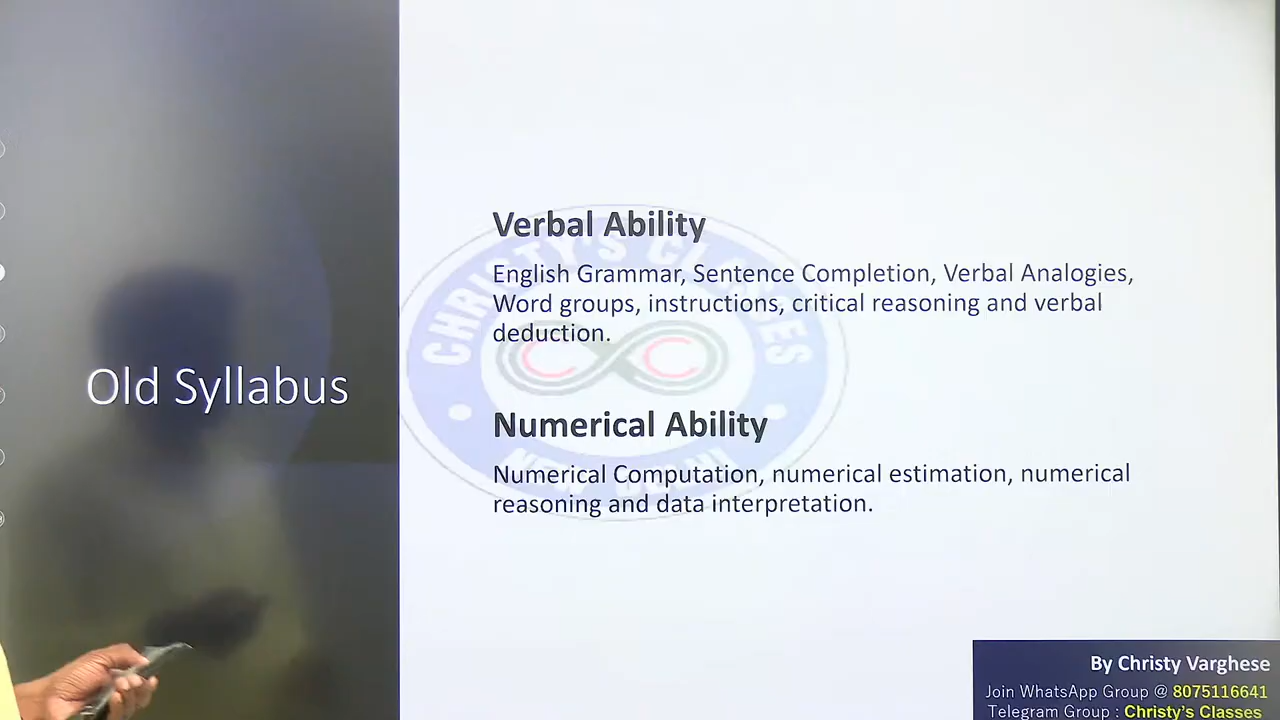 Old Syllabus
Verbal Ability
English Grammar, Sentence Completion, Verbal Analogies,
Word groups, instructions, critical reasoning and verbal
deduction.
Numerical Ability
Numerical Computation, numerical estimation, numerical
reasoning and data interpretation.
CHRISTY'S CLASSES
By Christy Varghese
Join WhatsApp Group @ 8075116641
Telegram Group : Christy's Classes